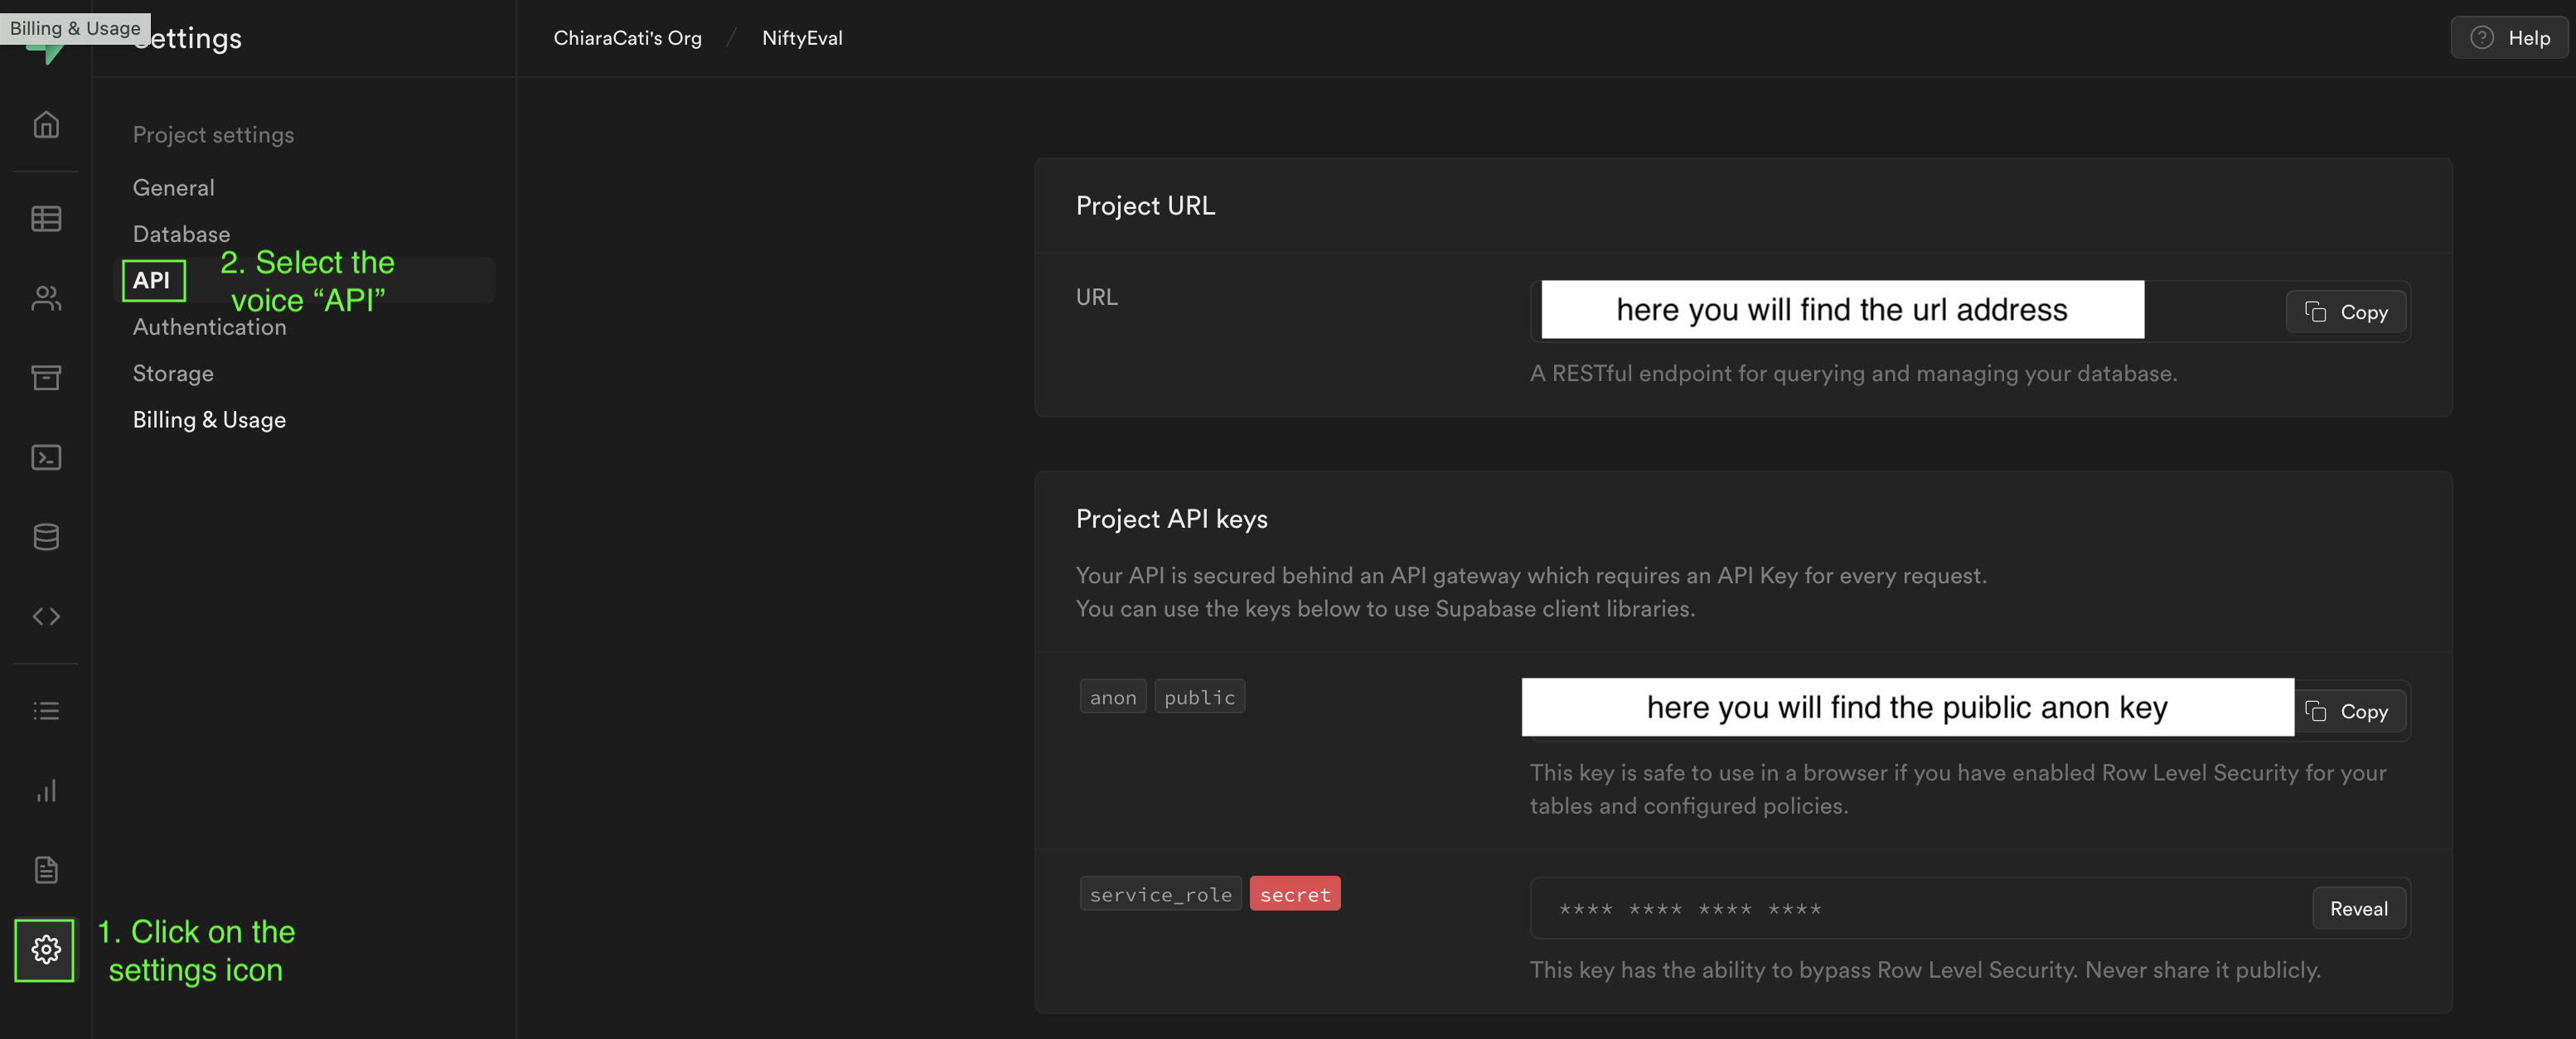 Billing & Usage
ettings
ChiaraCati's Org / NiftyEval
Help
Project settings
General
Database
API
2. Select the
voice “API”
Authentication
Storage
Billing & Usage
1. Click on the
settings icon
Project URL
URL
here you will find the url address
Copy
A RESTful endpoint for querying and managing your database.
Project API keys
Your API is secured behind an API gateway which requires an API Key for every request.
You can use the keys below to use Supabase client libraries.
anon public
here you will find the puiblic anon key
Copy
This key is safe to use in a browser if you have enabled Row Level Security for your
tables and configured policies.
service_role secret
**** **** **** ****
Reveal
This key has the ability to bypass Row Level Security. Never share it publicly.